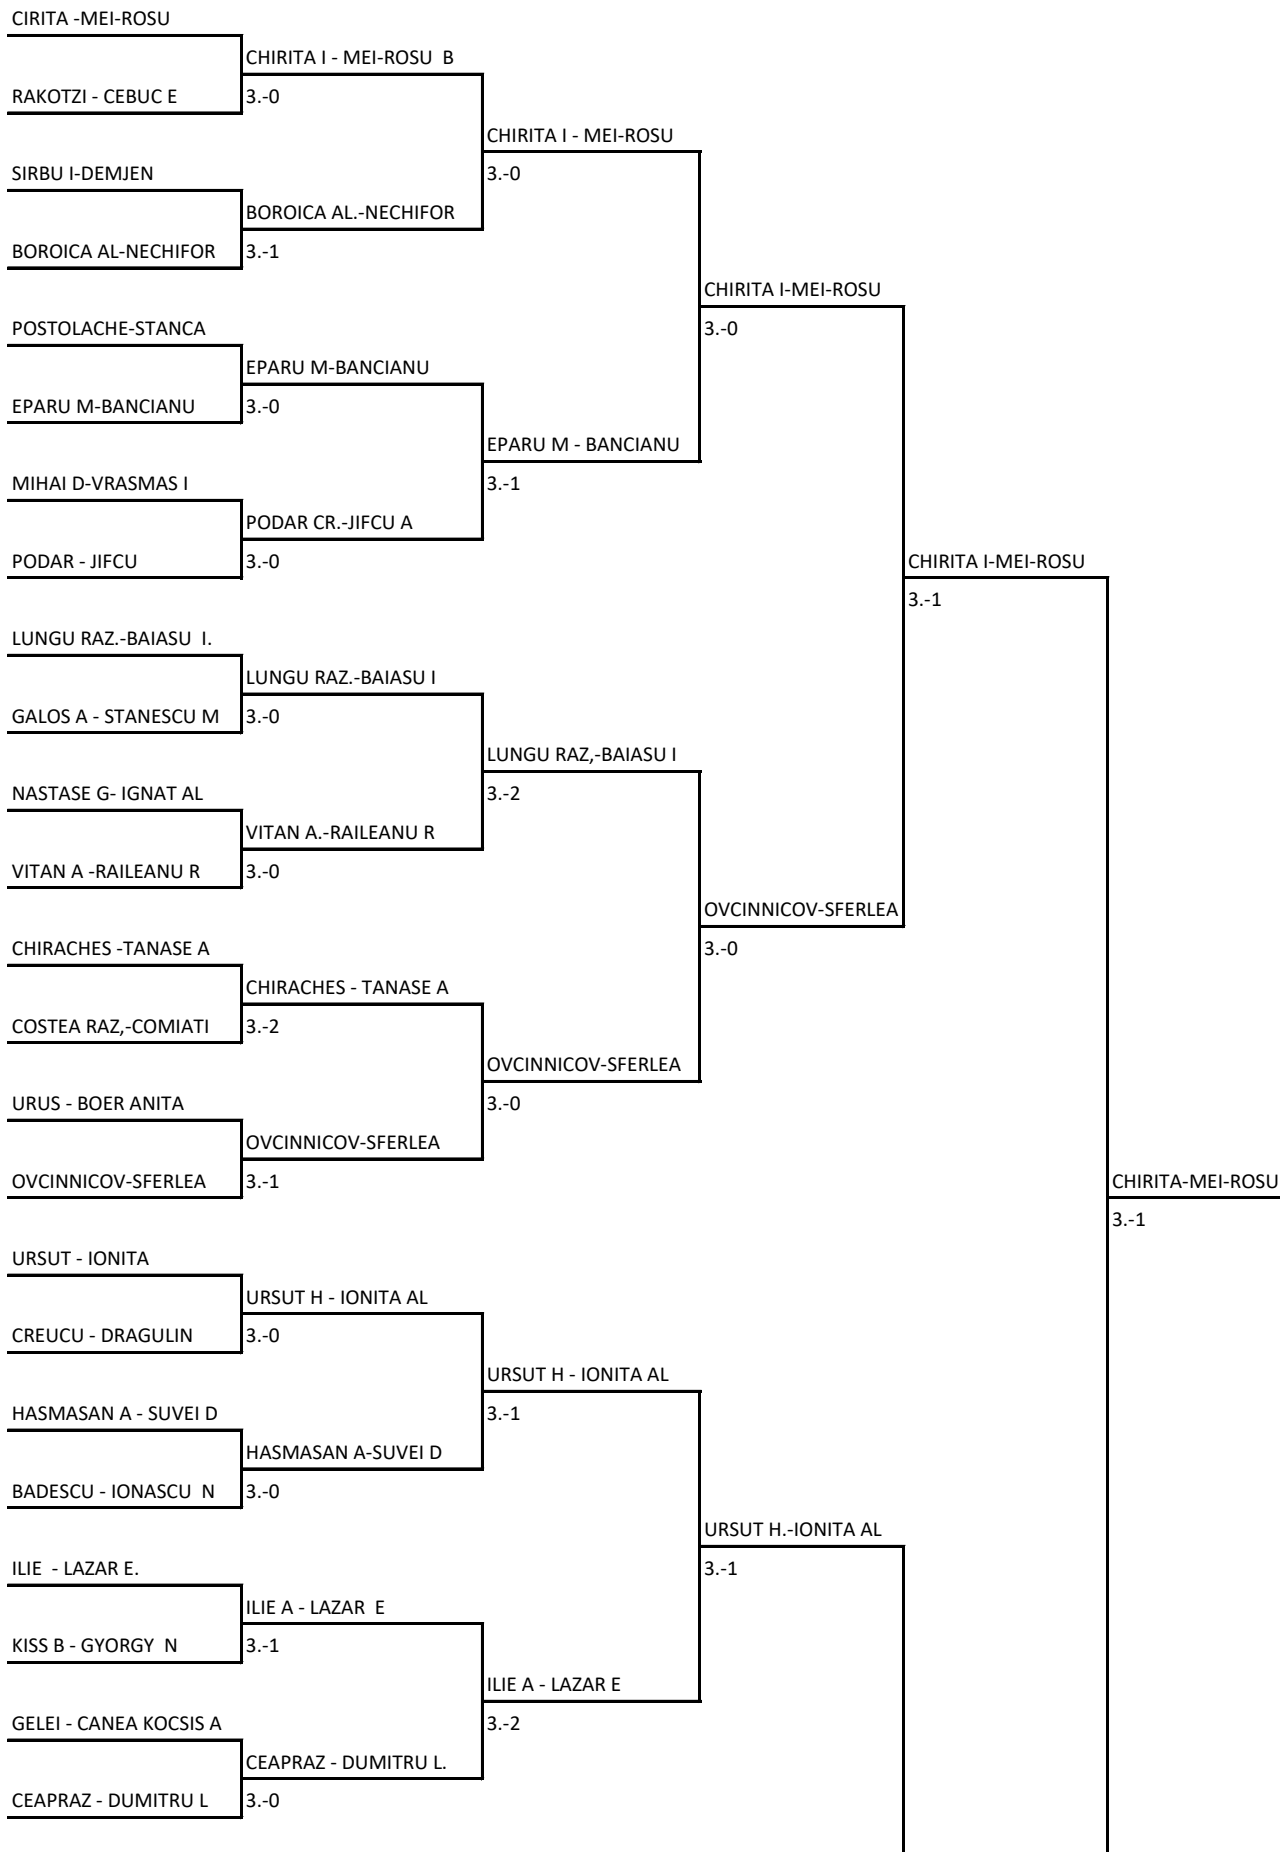 CIRITA -MEI-ROSU
CHIRITA I - MEI-ROSU  B
RAKOTZI - CEBUC E
3.-0
CHIRITA I - MEI-ROSU
SIRBU I-DEMJEN
3.-0
BOROICA AL.-NECHIFOR
BOROICA AL-NECHIFOR
3.-1
CHIRITA I-MEI-ROSU
POSTOLACHE-STANCA
3.-0
EPARU M-BANCIANU
EPARU M-BANCIANU
3.-0
EPARU M - BANCIANU
MIHAI D-VRASMAS I
3.-1
PODAR CR.-JIFCU A
PODAR - JIFCU
3.-0
CHIRITA I-MEI-ROSU
3.-1
LUNGU RAZ.-BAIASU  I.
LUNGU RAZ.-BAIASU I
GALOS A - STANESCU M
3.-0
LUNGU RAZ,-BAIASU I
NASTASE G- IGNAT AL
3.-2
VITAN A.-RAILEANU R
VITAN A -RAILEANU R
3.-0
OVCINNICOV-SFERLEA
CHIRACHES -TANASE A
3.-0
CHIRACHES - TANASE A
COSTEA RAZ,-COMIATI
3.-2
OVCINNICOV-SFERLEA
URUS - BOER ANITA
3.-0
OVCINNICOV-SFERLEA
OVCINNICOV-SFERLEA
3.-1
CHIRITA-MEI-ROSU
3.-1
URSUT - IONITA
URSUT H - IONITA AL
CREUCU - DRAGULIN
3.-0
URSUT H - IONITA AL
HASMASAN A - SUVEI D
3.-1
HASMASAN A-SUVEI D
BADESCU - IONASCU  N
3.-0
URSUT H.-IONITA AL
ILIE  - LAZAR E.
3.-1
ILIE A - LAZAR  E
KISS B - GYORGY  N
3.-1
ILIE A - LAZAR E
GELEI - CANEA KOCSIS A
3.-2
CEAPRAZ - DUMITRU L.
CEAPRAZ - DUMITRU L
3.-0